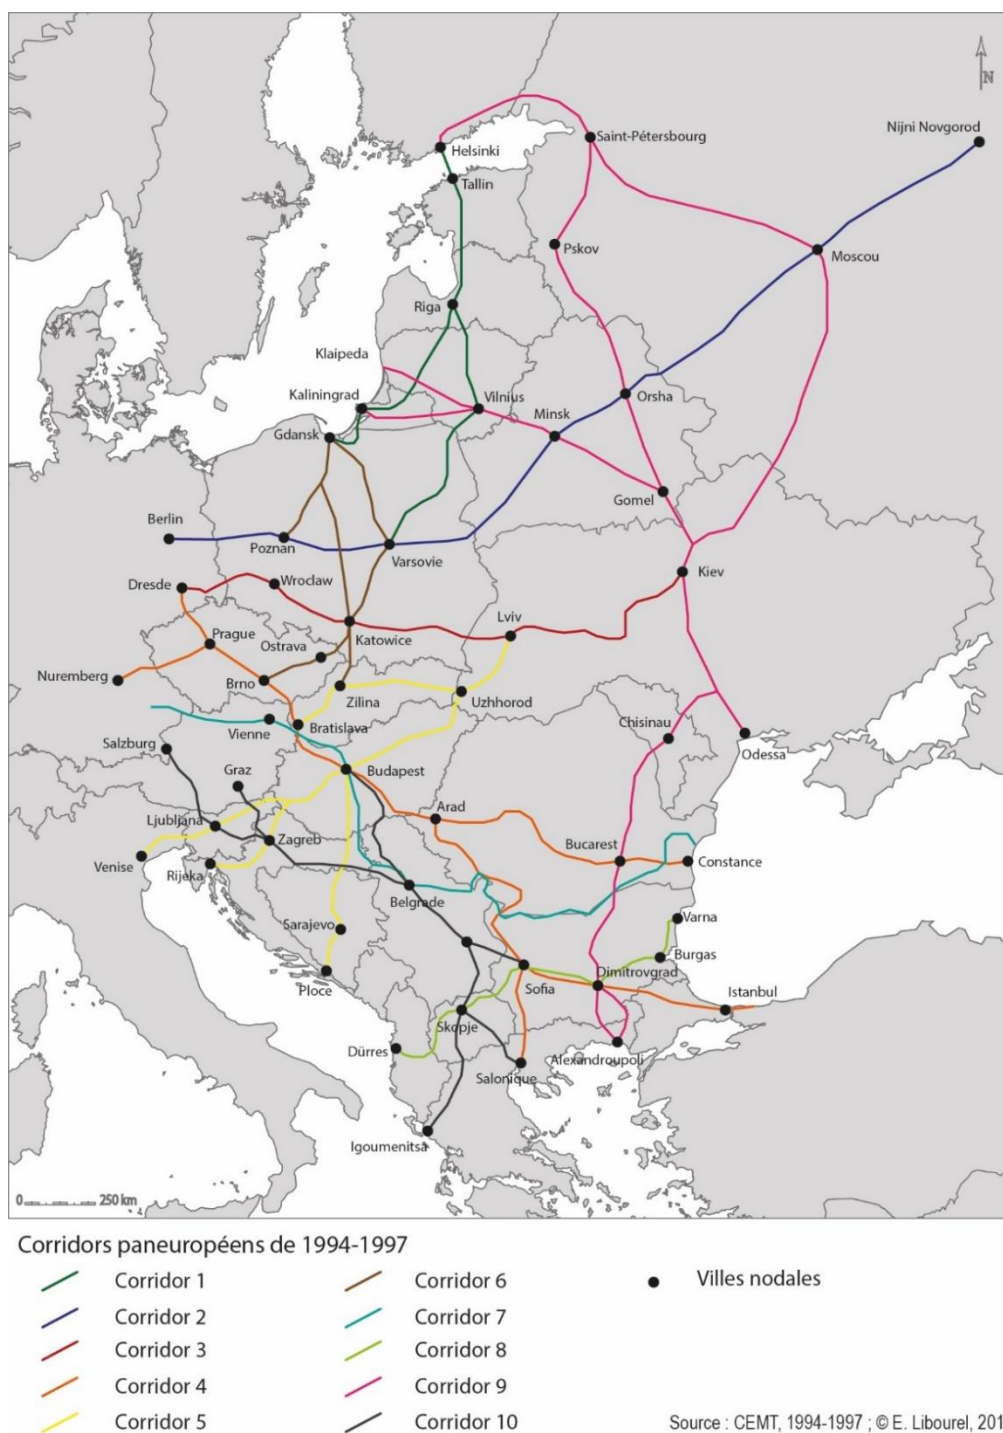 N
Nijni Novgorod
Saint-Pétersbourg
Helsinki
Tallin
Pskov
Moscou
Riga
Klaipeda
Kaliningrad
Vilnius
Minsk
Orsha
Gdansk
Gomel
Berlin
Poznan
Varsovie
Kiev
Dresde
Wroclaw
Lviv
Prague
Katowice
Ostrava
Nuremberg
Brno
Zilina
Uzhhorod
Chisinau
Vienne
Bratislava
Odessa
Salzburg
Budapest
Graz
Arad
Ljubljana
Zagreb
Bucarest
Constance
Venise
Rijeka
Belgrade
Varna
Sarajevo
Burgas
Dimitrovgrad
Ploce
Sofia
Istanbul
Skopje
Dürres
Alexandroupoli
Salonique
Igoumenitsa
0 250 km
Corridors paneuropéens de 1994-1997
Corridor 1
Corridor 2
Corridor 3
Corridor 4
Corridor 5
Corridor 6
Corridor 7
Corridor 8
Corridor 9
Corridor 10
Villes nodales
Source : CEMT, 1994-1997 ; © E. Libourel, 201